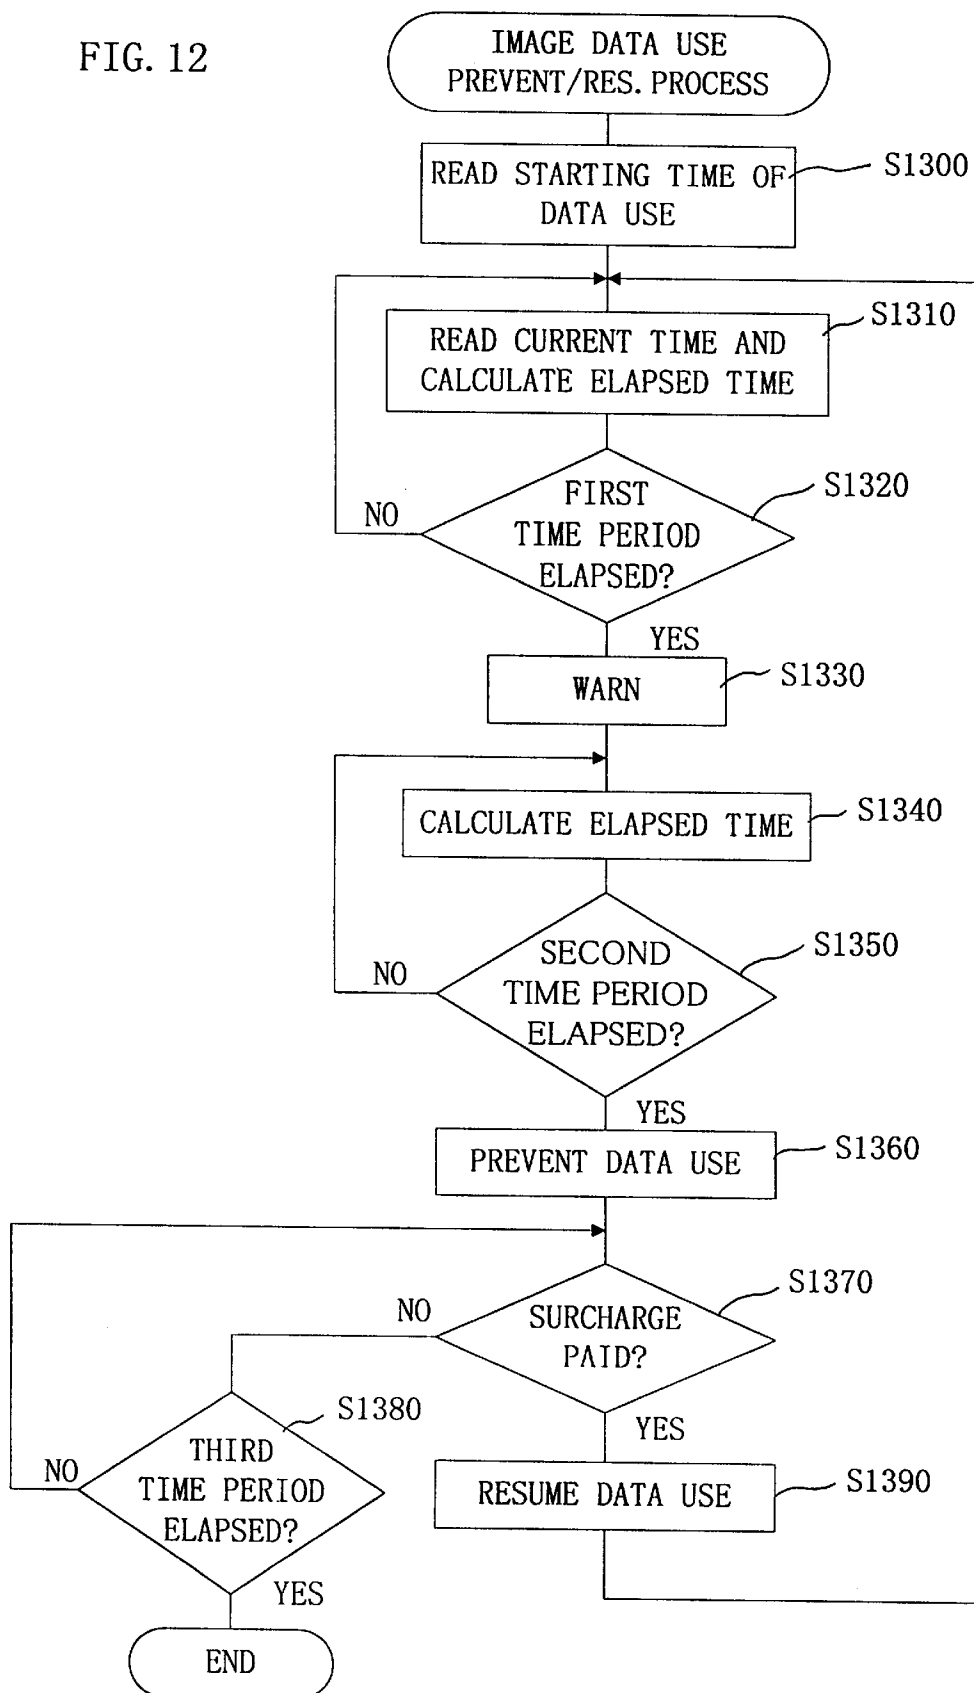 FIG. 12
IMAGE DATA USE
PREVENT/RES. PROCESS
READ STARTING TIME OF
DATA USE
S1300
READ CURRENT TIME AND
CALCULATE ELAPSED TIME
S1310
FIRST
TIME PERIOD
ELAPSED?
S1320
NO
YES
WARN
S1330
CALCULATE ELAPSED TIME
S1340
SECOND
TIME PERIOD
ELAPSED?
S1350
NO
YES
PREVENT DATA USE
S1360
SURCHARGE
PAID?
S1370
NO
YES
THIRD
TIME PERIOD
ELAPSED?
S1380
NO
YES
RESUME DATA USE
S1390
END